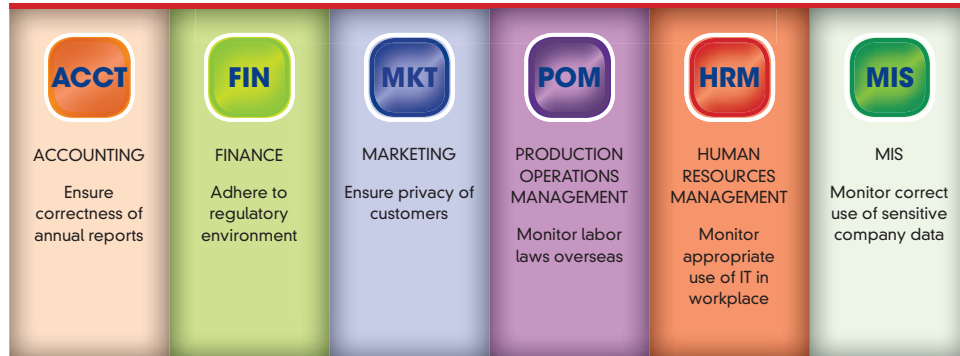 ACCT
ACCOUNTING
Ensure
correctness of
annual reports
FIN
FINANCE
Adhere to
regulatory
environment
MKT
MARKETING
Ensure privacy of
customers
POM
PRODUCTION
OPERATIONS
MANAGEMENT
Monitor labor
laws overseas
HRM
HUMAN
RESOURCES
MANAGEMENT
Monitor
appropriate
use of IT in
workplace
MIS
MIS
Monitor correct
use of sensitive
company data